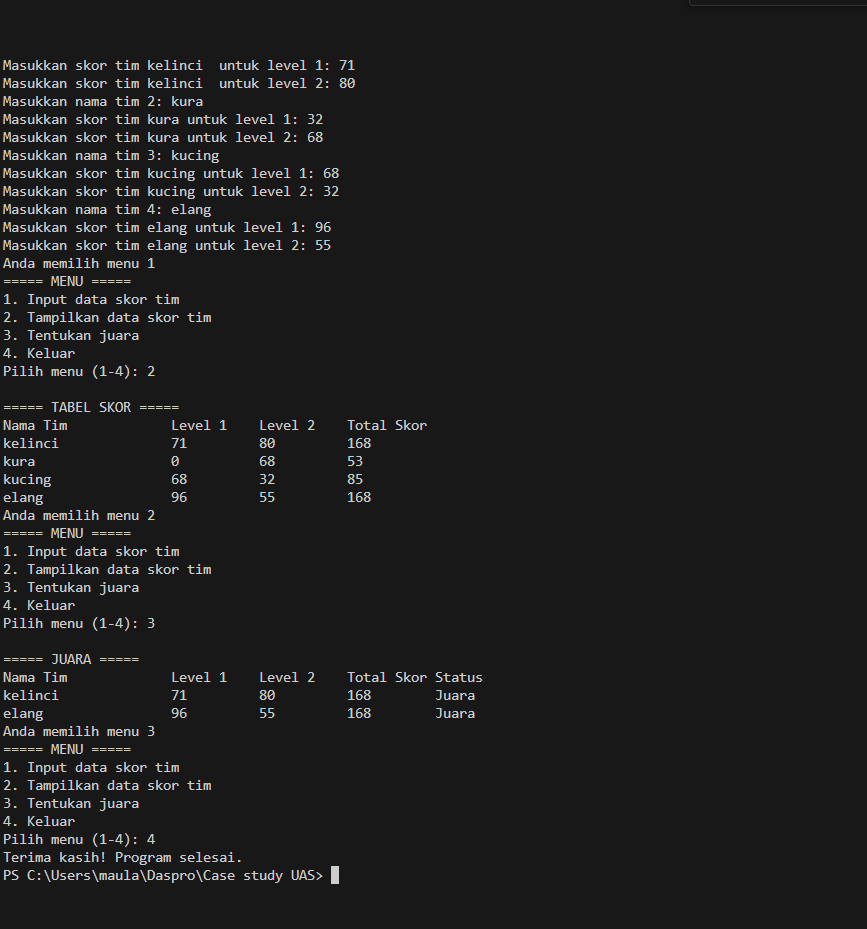 Masukkan skor tim kelinci  untuk level 1: 71
Masukkan skor tim kelinci  untuk level 2: 80
Masukkan nama tim 2: kura
Masukkan skor tim kura untuk level 1: 32
Masukkan skor tim kura untuk level 2: 68
Masukkan nama tim 3: kucing
Masukkan skor tim kucing untuk level 1: 68
Masukkan skor tim kucing untuk level 2: 32
Masukkan nama tim 4: elang
Masukkan skor tim elang untuk level 1: 96
Masukkan skor tim elang untuk level 2: 55
Anda memilih menu 1
===== MENU =====
1. Input data skor tim
2. Tampilkan data skor tim
3. Tentukan juara
4. Keluar
Pilih menu (1-4): 2
===== TABEL SKOR =====
Nama Tim             Level 1    Level 2    Total Skor
kelinci              71         80         168
kura                 0          68         53
kucing               68         32         85
elang                96         55         168
Anda memilih menu 2
===== MENU =====
1. Input data skor tim
2. Tampilkan data skor tim
3. Tentukan juara
4. Keluar
Pilih menu (1-4): 3
===== JUARA =====
Nama Tim             Level 1    Level 2    Total Skor Status
kelinci              71         80         168        Juara
elang                96         55         168        Juara
Anda memilih menu 3
===== MENU =====
1. Input data skor tim
2. Tampilkan data skor tim
3. Tentukan juara
4. Keluar
Pilih menu (1-4): 4
Terima kasih! Program selesai.
PS C:\Users\maula\Daspro\Case study UAS>